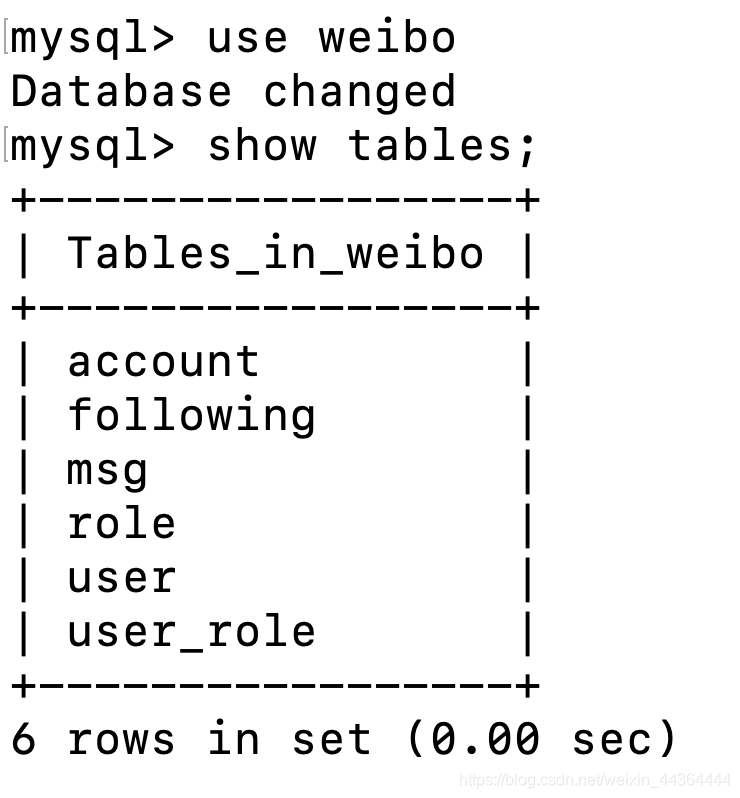 mysql> use weibo
Database changed
mysql> show tables;
+-----------------+
| Tables_in_weibo |
+-----------------+
| account         |
| following       |
| msg             |
| role            |
| user            |
| user_role       |
+-----------------+
6 rows in set (0.00 sec)
https://blog.csdn.net/weixin_44364444